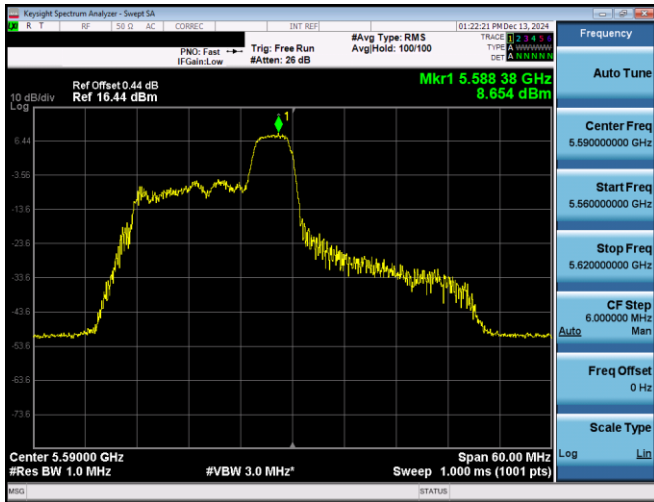 Keysight Spectrum Analyzer - Swept SA
R T RF 50 Ω AC CORREC INT REF 01:22:21 PM Dec 13, 2024
PNO: Fast Trig: Free Run #Avg Type: RMS TRACE 1 2 3 4 5 6
IFGain:Low #Atten: 26 dB Avg|Hold: 100/100 TYPE A WWWWW
DET A N N N N N
Ref Offset 0.44 dB Mkr1 5.588 38 GHz
10 dB/div Ref 16.44 dBm 8.654 dBm
Log
1
6.44
-3.56
-13.6
-23.6
-33.6
-43.6
-53.6
-63.6
-73.6
Center 5.59000 GHz Span 60.00 MHz
#Res BW 1.0 MHz #VBW 3.0 MHz* Sweep 1.000 ms (1001 pts)
MSG STATUS
Frequency
Auto Tune
Center Freq
5.590000000 GHz
Start Freq
5.560000000 GHz
Stop Freq
5.620000000 GHz
CF Step
6.000000 MHz
Auto Man
Freq Offset
0 Hz
Scale Type
Log Lin